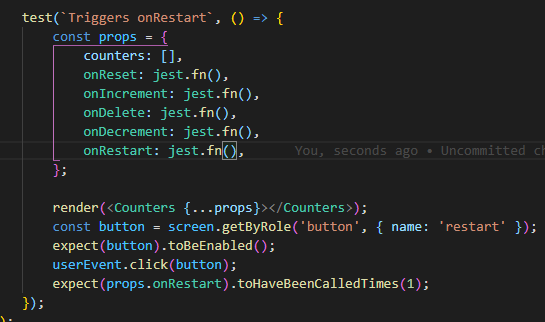 test(`Triggers onRestart`, () => {
const props = {
counters: [],
onReset: jest.fn(),
onIncrement: jest.fn(),
onDelete: jest.fn(),
onDecrement: jest.fn(),
onRestart: jest.fn(), You, seconds ago • Uncommitted ch
};
render(<Counters {...props}></Counters>);
const button = screen.getByRole('button', { name: 'restart' });
expect(button).toBeEnabled();
userEvent.click(button);
expect(props.onRestart).toHaveBeenCalledTimes(1);
});
);